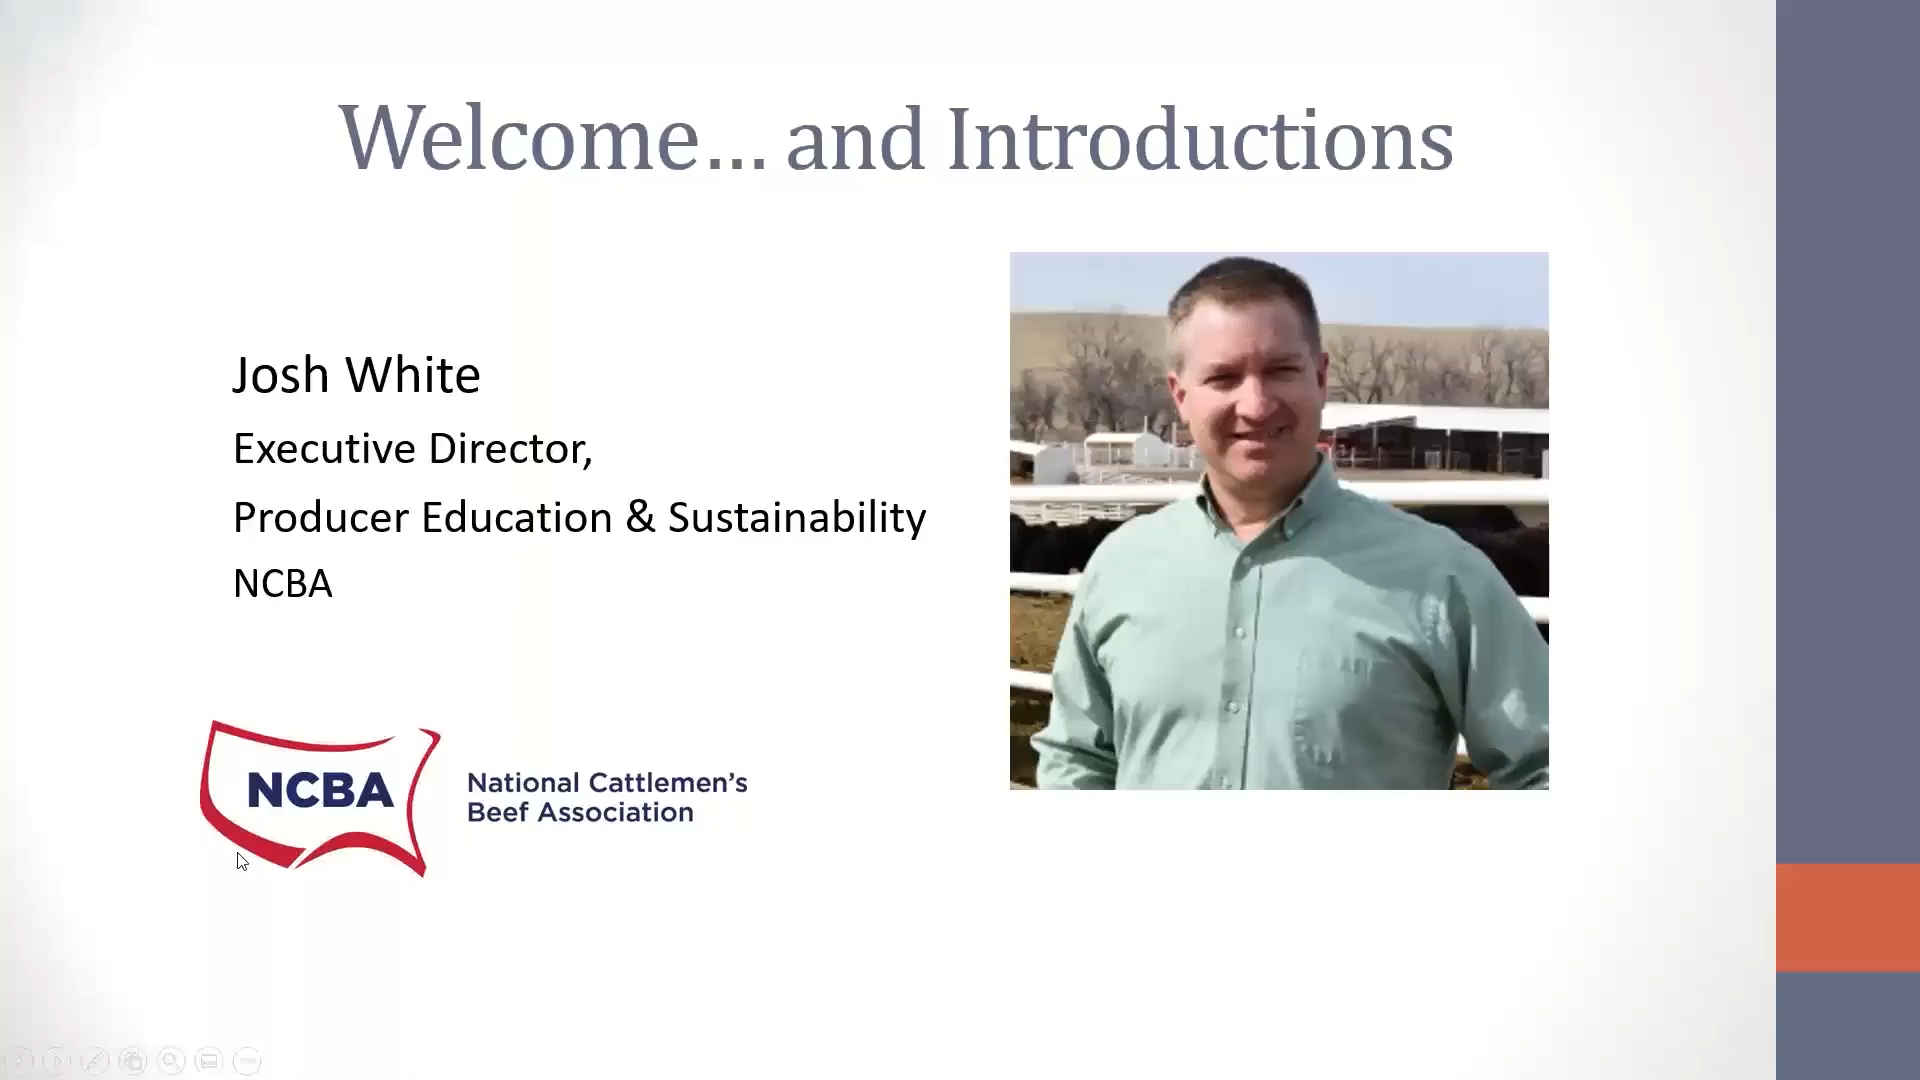 Welcome... and Introductions
Josh White
Executive Director,
Producer Education & Sustainability
NCBA
NCBA
National Cattlemen's
Beef Association